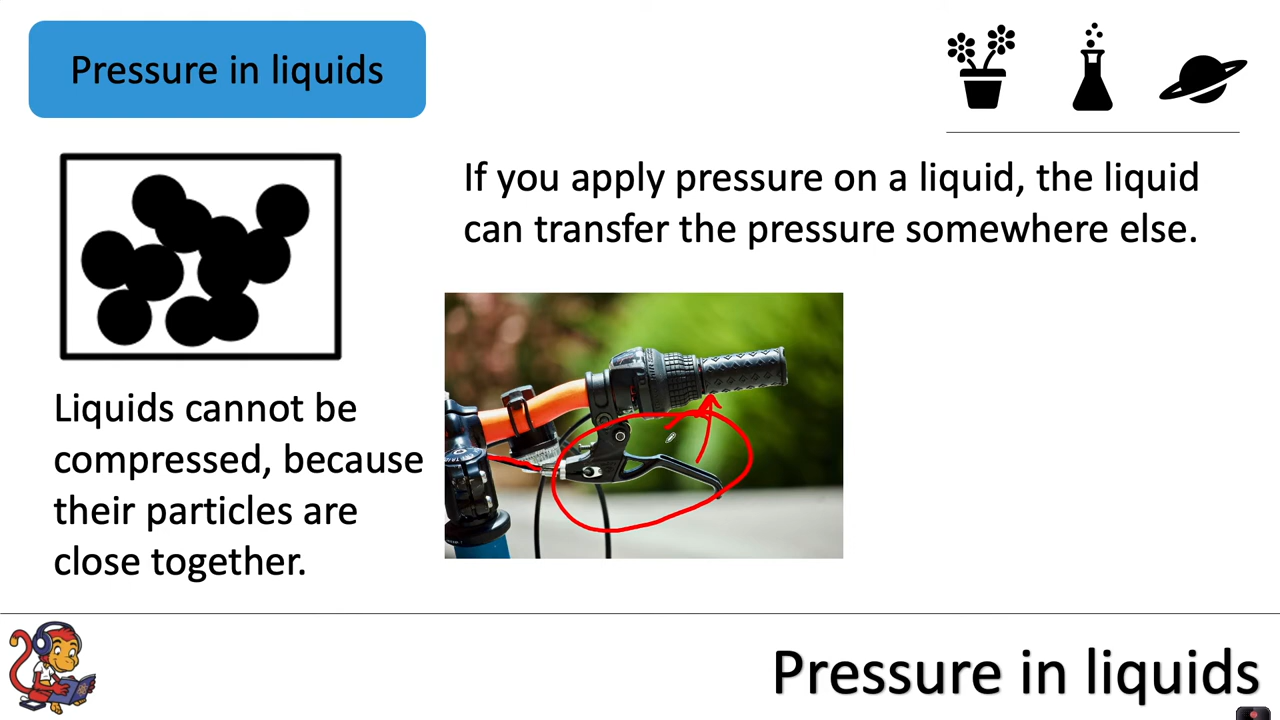 Pressure in liquids
If you apply pressure on a liquid, the liquid
can transfer the pressure somewhere else.
Liquids cannot be
compressed, because
their particles are
close together.
Pressure in liquids